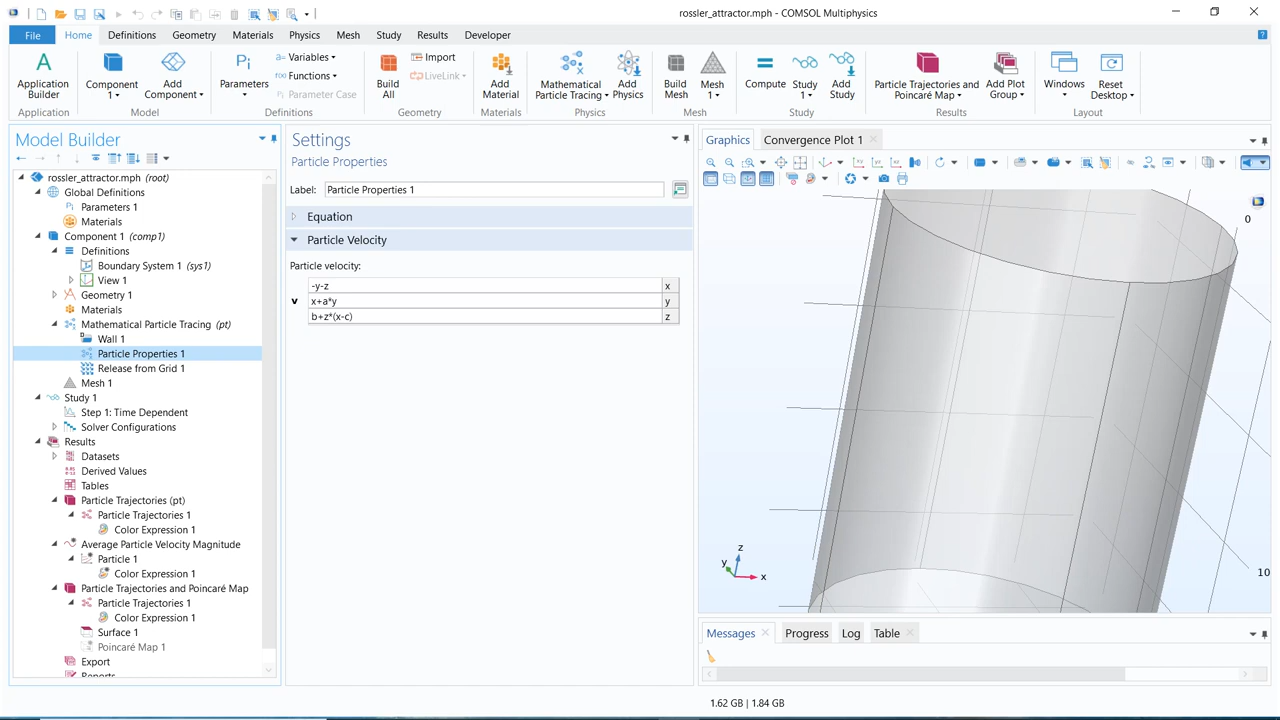 rossler_attractor.mph - COMSOL Multiphysics
File Home Definitions Geometry Materials Physics Mesh Study Results Developer
Application Builder
Component 1
Add Component
Parameters
Variables
Functions
Parameter Case
Build All
Import
LiveLink
Add Material
Mathematical Particle Tracing
Add Physics
Build Mesh
Mesh 1
Compute
Study 1
Add Study
Particle Trajectories and Poincaré Map
Add Plot Group
Windows
Reset Desktop
Application Model Definitions Geometry Materials Physics Mesh Study Results Layout
Model Builder
rossler_attractor.mph (root)
Global Definitions
Parameters 1
Materials
Component 1 (comp1)
Definitions
Boundary System 1 (sys1)
View 1
Geometry 1
Materials
Mathematical Particle Tracing (pt)
Wall 1
Particle Properties 1
Release from Grid 1
Mesh 1
Study 1
Step 1: Time Dependent
Solver Configurations
Results
Datasets
Derived Values
Tables
Particle Trajectories (pt)
Particle Trajectories 1
Color Expression 1
Average Particle Velocity Magnitude
Particle 1
Color Expression 1
Particle Trajectories and Poincaré Map
Particle Trajectories 1
Color Expression 1
Surface 1
Poincaré Map 1
Export
Reports
Settings
Particle Properties
Label: Particle Properties 1
Equation
Particle Velocity
Particle velocity:
-y-z x
v x+a*y y
b+z*(x-c) z
Graphics Convergence Plot 1
0
10
z
y
x
Messages Progress Log Table
1.62 GB | 1.84 GB